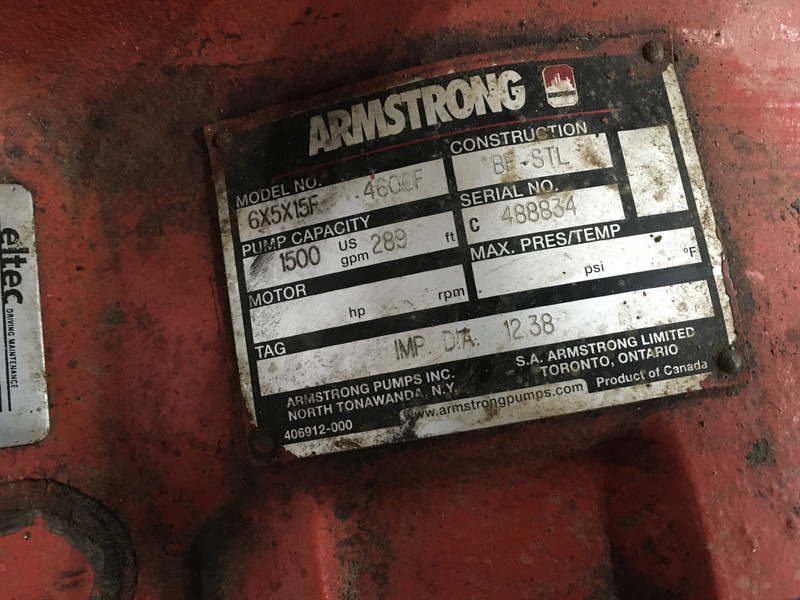 ARMSTRONG
ARMSTRONG
MODEL NO. 4600F
6X5X15F
CONSTRUCTION
BF-STL
PUMP CAPACITY
1500 US gpm 289 ft
SERIAL NO.
C 488834
MOTOR
hp rpm
MAX. PRES/TEMP
psi °F
TAG
IMP. DIA. 12.38
ARMSTRONG PUMPS INC.
NORTH TONAWANDA, N.Y.
S.A. ARMSTRONG LIMITED
TORONTO, ONTARIO
406912-000
www.armstrongpumps.com
Product of Canada
eltec
DRIVING MAINTENANCE